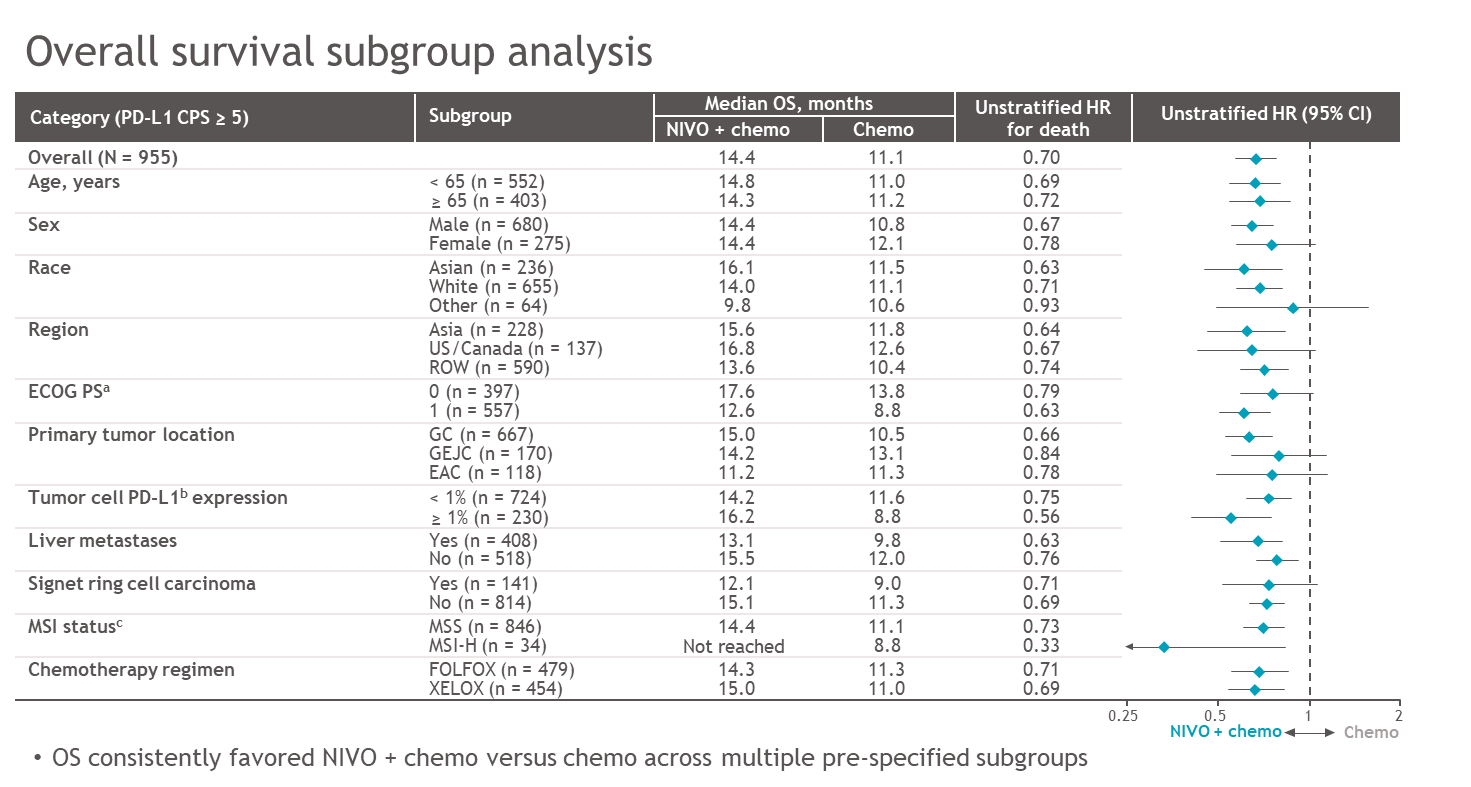 Overall survival subgroup analysis
Category (PD-L1 CPS ≥ 5) Subgroup Median OS, months Unstratified HR for death Unstratified HR (95% CI)
NIVO + chemo Chemo
Overall (N = 955) 14.4 11.1 0.70
Age, years < 65 (n = 552) 14.8 11.0 0.69
≥ 65 (n = 403) 14.3 11.2 0.72
Sex Male (n = 680) 14.4 10.8 0.67
Female (n = 275) 14.4 12.1 0.78
Race Asian (n = 236) 16.1 11.5 0.63
White (n = 655) 14.0 11.1 0.71
Other (n = 64) 9.8 10.6 0.93
Region Asia (n = 228) 15.6 11.8 0.64
US/Canada (n = 137) 16.8 12.6 0.67
ROW (n = 590) 13.6 10.4 0.74
ECOG PSᵃ 0 (n = 397) 17.6 13.8 0.79
1 (n = 557) 12.6 8.8 0.63
Primary tumor location GC (n = 667) 15.0 10.5 0.66
GEJC (n = 170) 14.2 13.1 0.84
EAC (n = 118) 11.2 11.3 0.78
Tumor cell PD-L1ᵇ expression < 1% (n = 724) 14.2 11.6 0.75
≥ 1% (n = 230) 16.2 8.8 0.56
Liver metastases Yes (n = 408) 13.1 9.8 0.63
No (n = 518) 15.5 12.0 0.76
Signet ring cell carcinoma Yes (n = 141) 12.1 9.0 0.71
No (n = 814) 15.1 11.3 0.69
MSI statusᶜ MSS (n = 846) 14.4 11.1 0.73
MSI-H (n = 34) Not reached 8.8 0.33
Chemotherapy regimen FOLFOX (n = 479) 14.3 11.3 0.71
XELOX (n = 454) 15.0 11.0 0.69
0.25 0.5 1 2
NIVO + chemo Chemo
• OS consistently favored NIVO + chemo versus chemo across multiple pre-specified subgroups